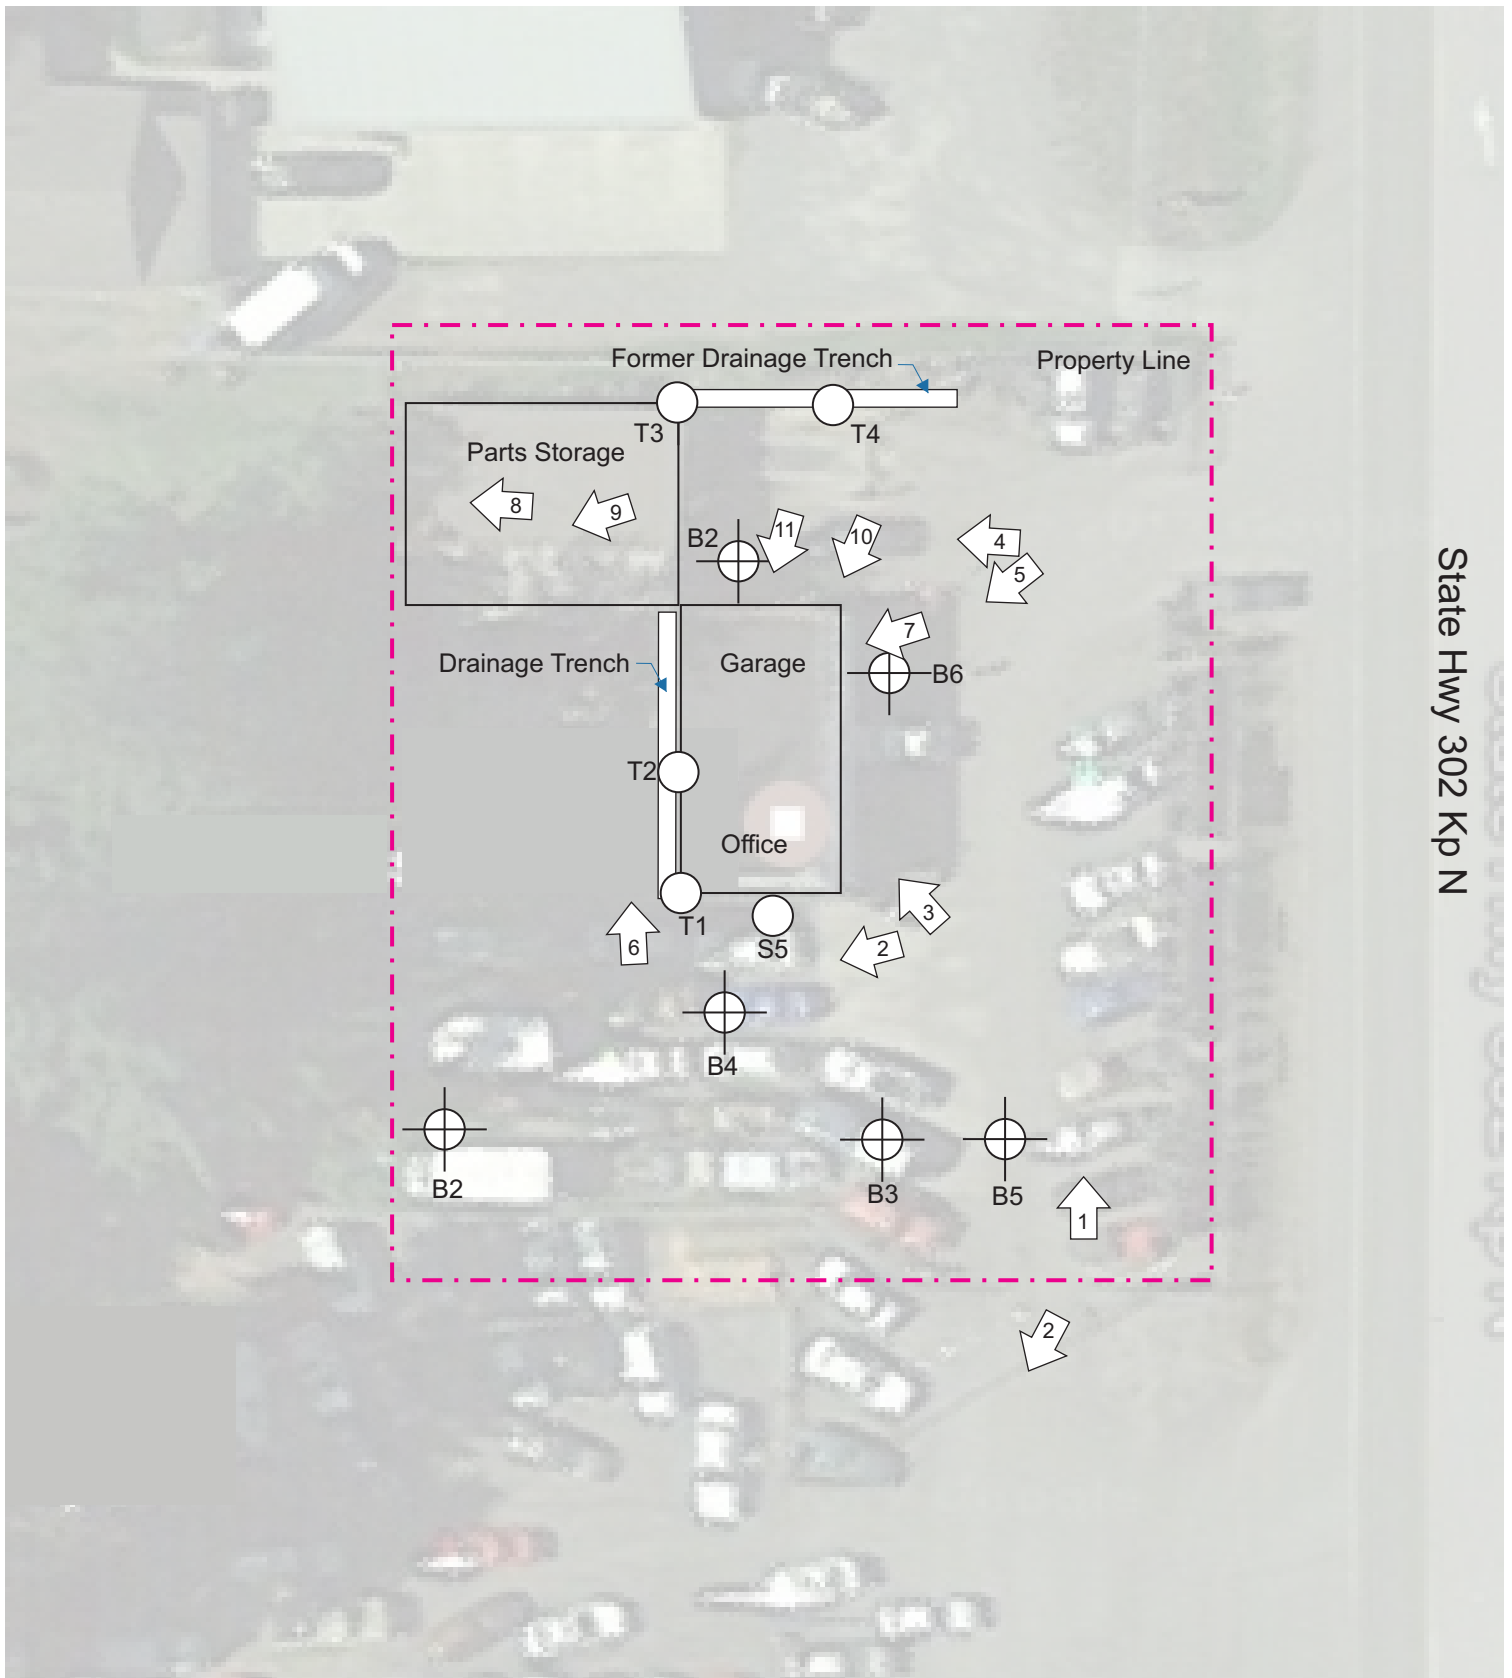 Former Drainage Trench
Property Line
T3
T4
Parts Storage
8
9
B2
11
10
4
5
7
Drainage Trench
Garage
B6
T2
Office
T1
S5
3
2
6
B4
B2
B3
B5
1
2
State Hwy 302 Kp N